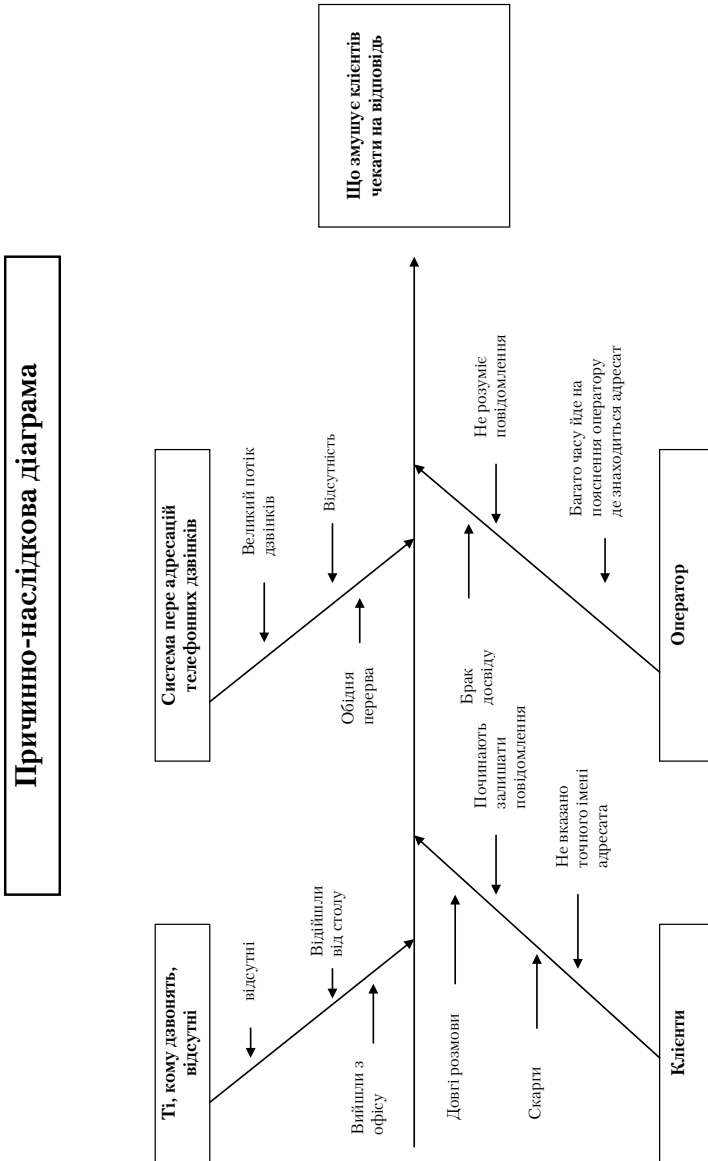 Причинно-наслідкова діаграма
Ті, кому дзвонять,
відсутні
відсутні
Відійшли
від столу
Вийшли з
офісу
Система пере адресацій
телефонних дзвінків
Великий потік
дзвінків
Відсутність
Обідня
перерва
Що змушує клієнтів
чекати на відповідь
Довгі розмови
Починають
залишати
повідомлення
Скарги
Не вказано
точного імені
адресата
Клієнти
Брак
досвіду
Не розуміє
повідомлення
Багато часу йде на
пояснення оператору
де знаходиться адресат
Оператор